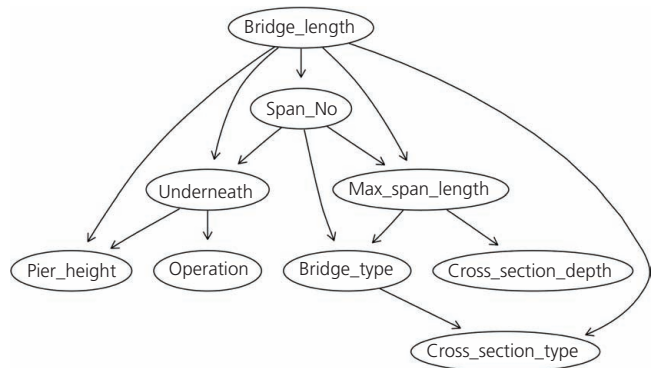 Bridge_length
Span_No
Underneath
Max_span_length
Pier_height
Operation
Bridge_type
Cross_section_depth
Cross_section_type